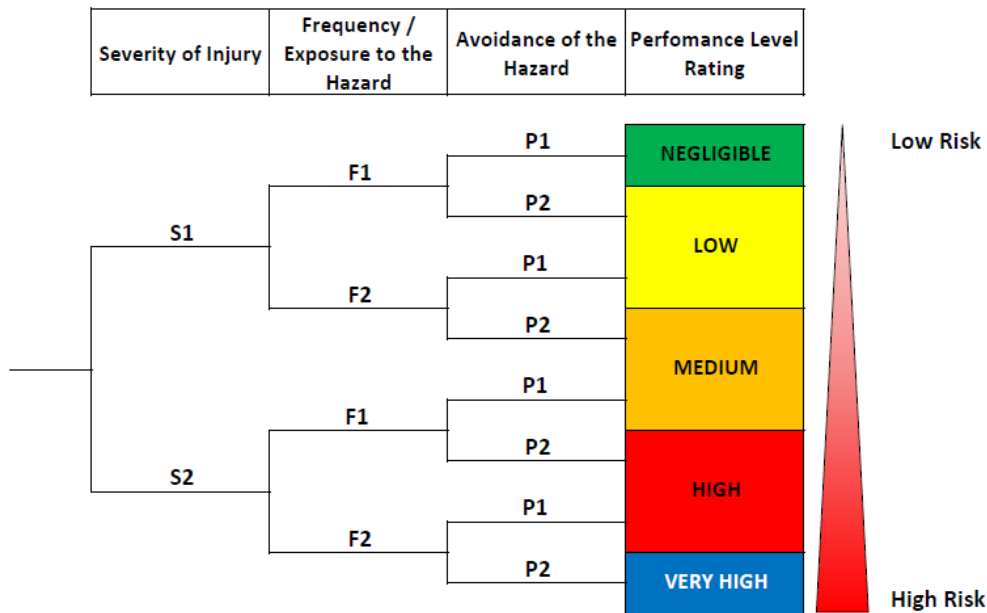 Severity of Injury
Frequency /
Exposure to the
Hazard
Avoidance of the
Hazard
Perfomance Level
Rating
P1
NEGLIGIBLE
Low Risk
F1
P2
S1
LOW
P1
F2
P2
MEDIUM
P1
F1
P2
S2
HIGH
P1
F2
P2
VERY HIGH
High Risk